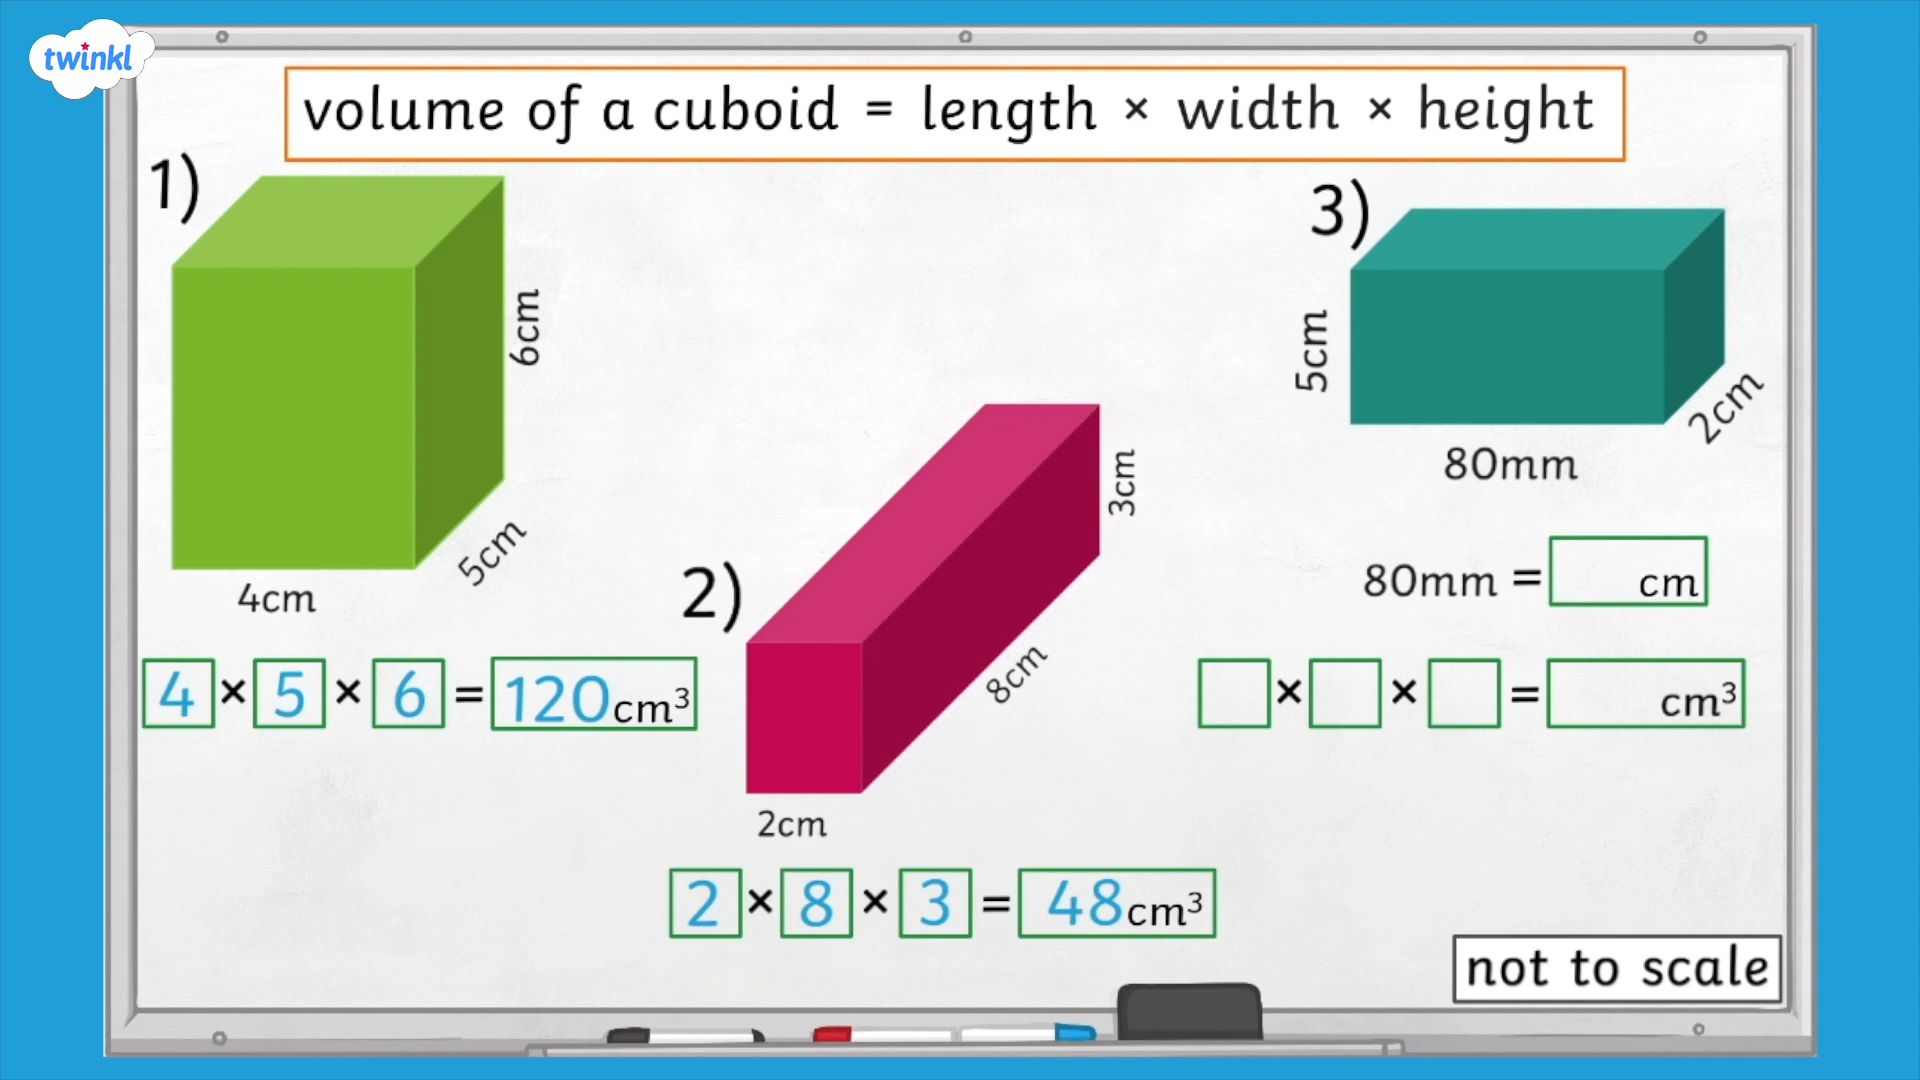 twinkl
volume of a cuboid = length × width × height
1)
6cm
5cm
4cm
4 × 5 × 6 = 120cm³
2)
3cm
8cm
2cm
2 × 8 × 3 = 48cm³
3)
5cm
2cm
80mm
80mm = cm
× × = cm³
not to scale